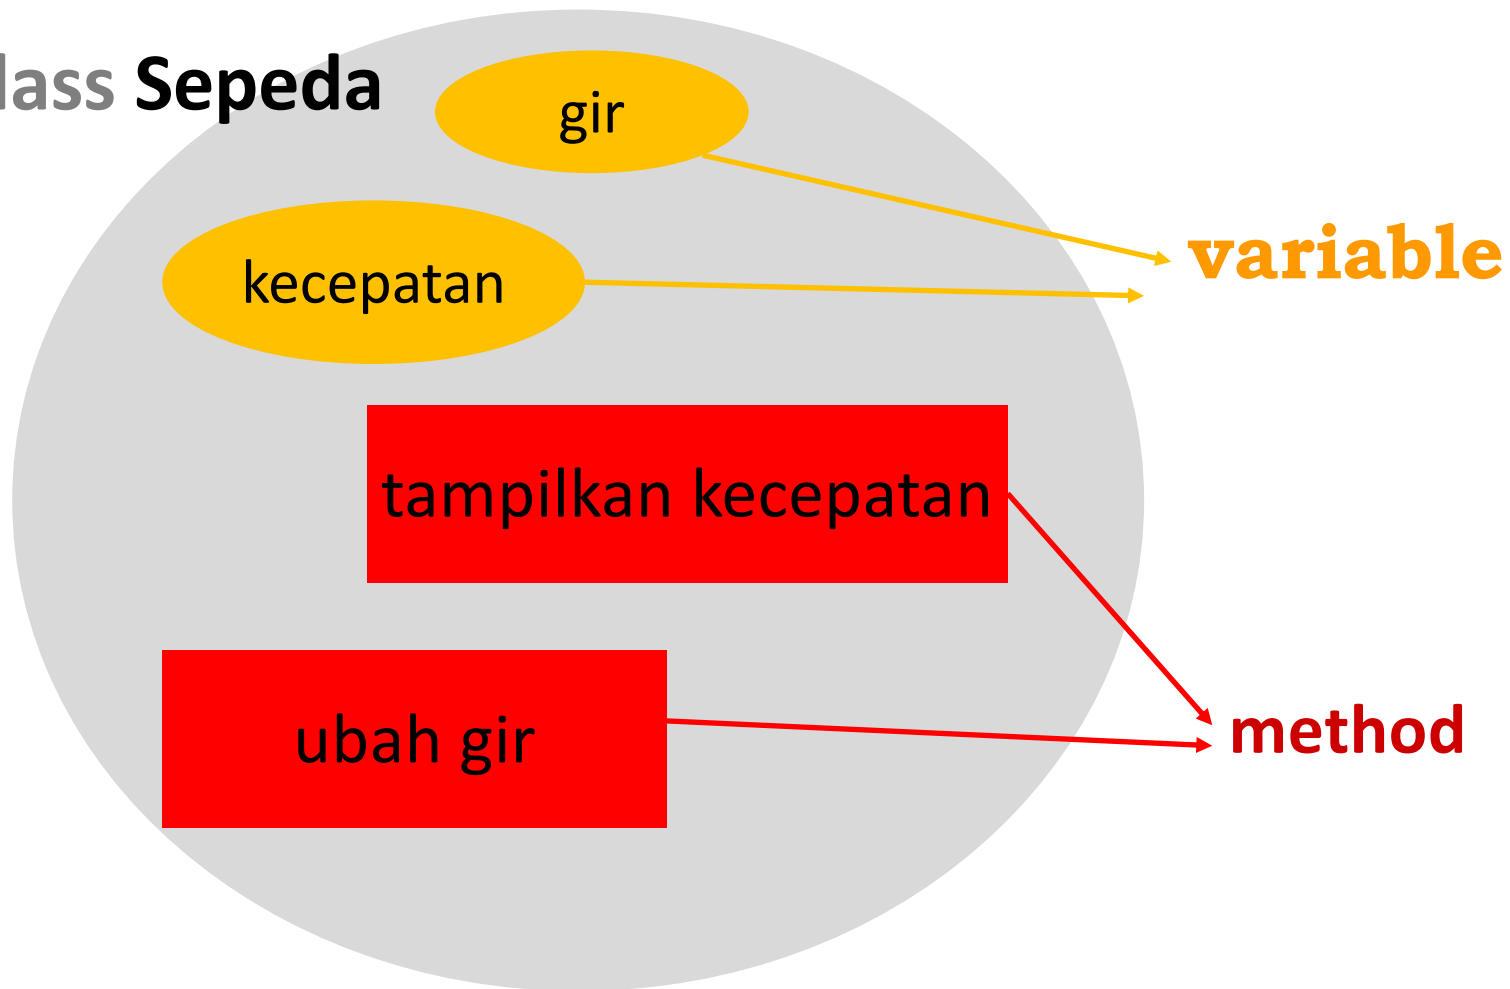 lass Sepeda
gir
variable
kecepatan
tampilkan kecepatan
ubah gir
method